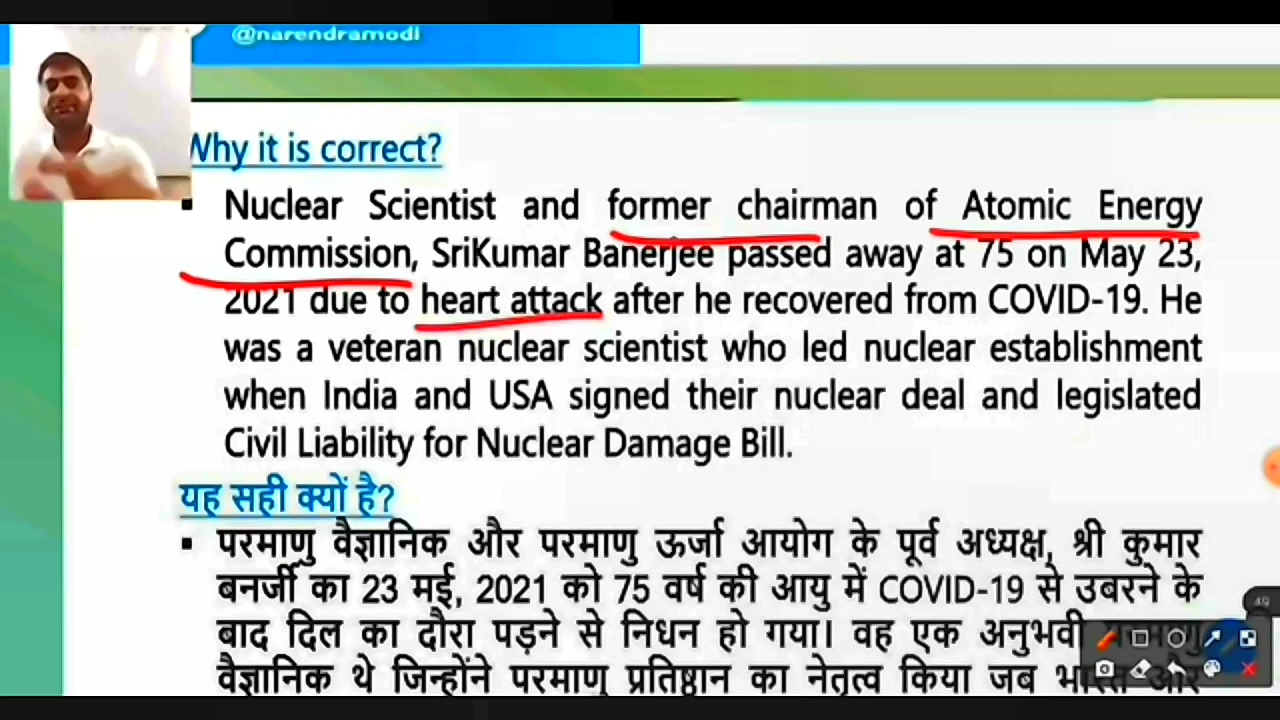 @narendramodi
Why it is correct?
▪ Nuclear Scientist and former chairman of Atomic Energy
Commission, SriKumar Banerjee passed away at 75 on May 23,
2021 due to heart attack after he recovered from COVID-19. He
was a veteran nuclear scientist who led nuclear establishment
when India and USA signed their nuclear deal and legislated
Civil Liability for Nuclear Damage Bill.
यह सही क्यों है?
▪ परमाणु वैज्ञानिक और परमाणु ऊर्जा आयोग के पूर्व अध्यक्ष, श्री कुमार
बनर्जी का 23 मई, 2021 को 75 वर्ष की आयु में COVID-19 से उबरने के
बाद दिल का दौरा पड़ने से निधन हो गया। वह एक अनुभवी
वैज्ञानिक थे जिन्होंने परमाणु प्रतिष्ठान का नेतृत्व किया जब भारत और
49